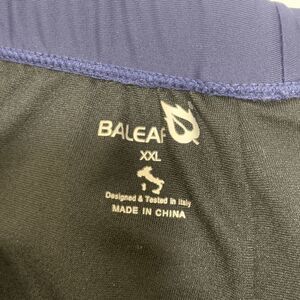 BALEAF
XXL
Designed & Tested in Italy
MADE IN CHINA